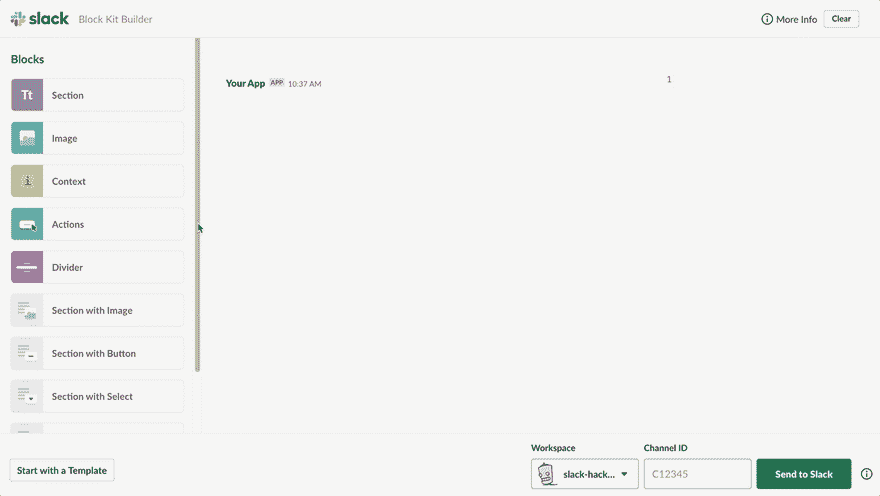 slack Block Kit Builder
More Info
Clear
Blocks
Your App APP 10:37 AM
1
Tt Section
Image
i Context
Actions
Divider
Section with Image
Section with Button
Section with Select
Start with a Template
Workspace
slack-hack...
Channel ID
C12345
Send to Slack